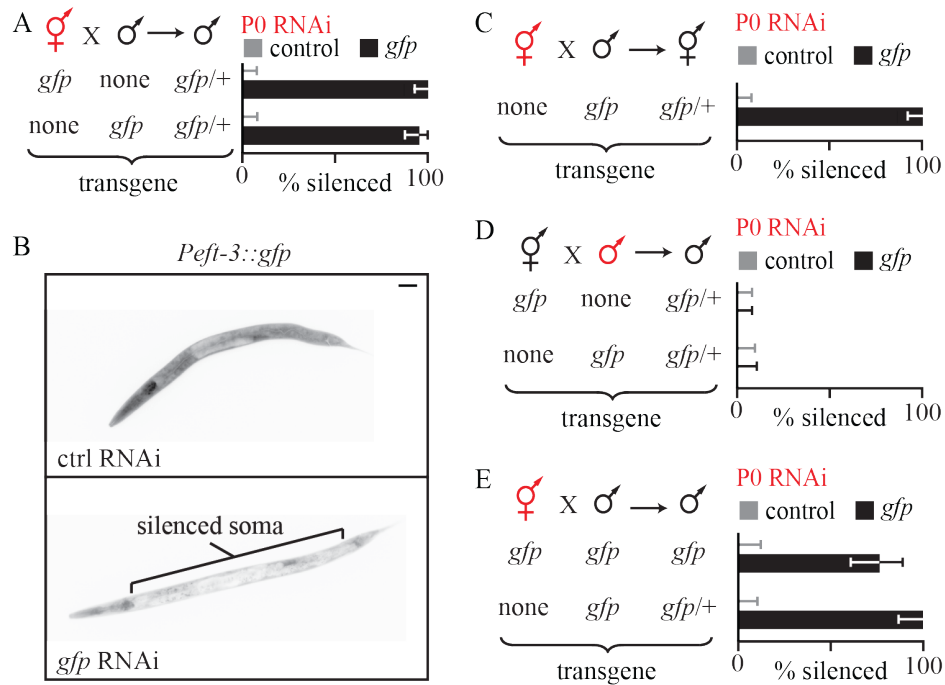 A
P0 RNAi
control gfp
X
gfp none gfp/+
none gfp gfp/+
transgene
0 % silenced 100
B
Peft-3::gfp
ctrl RNAi
silenced soma
gfp RNAi
C
P0 RNAi
control gfp
X
none gfp gfp/+
transgene
0 % silenced 100
D
P0 RNAi
control gfp
X
gfp none gfp/+
none gfp gfp/+
transgene
0 % silenced 100
E
P0 RNAi
control gfp
X
gfp gfp gfp
none gfp gfp/+
transgene
0 % silenced 100